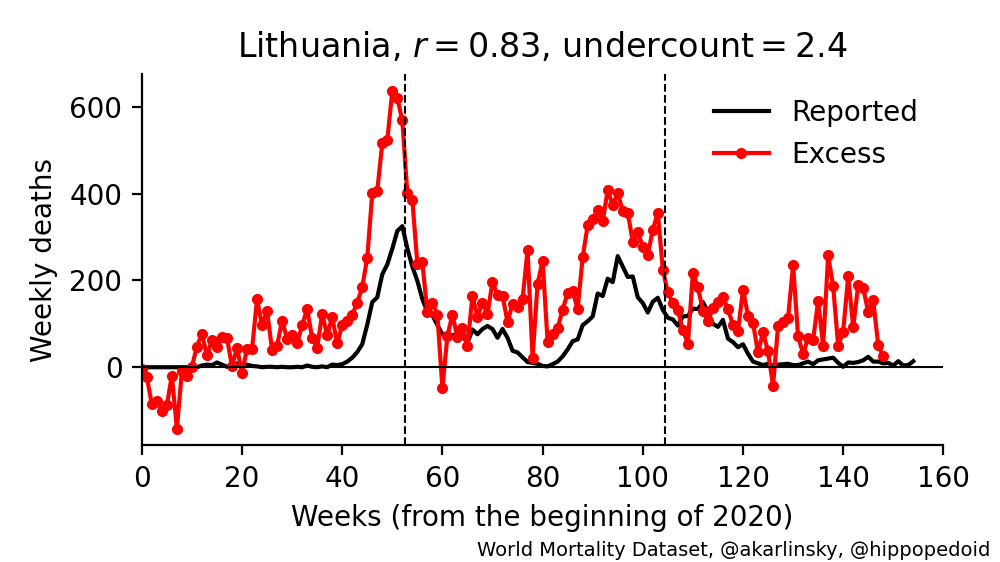 Lithuania, r = 0.83, undercount = 2.4
Reported
Excess
Weekly deaths
600
400
200
0
0 20 40 60 80 100 120 140 160
Weeks (from the beginning of 2020)
World Mortality Dataset, @akarlinsky, @hippopedoid